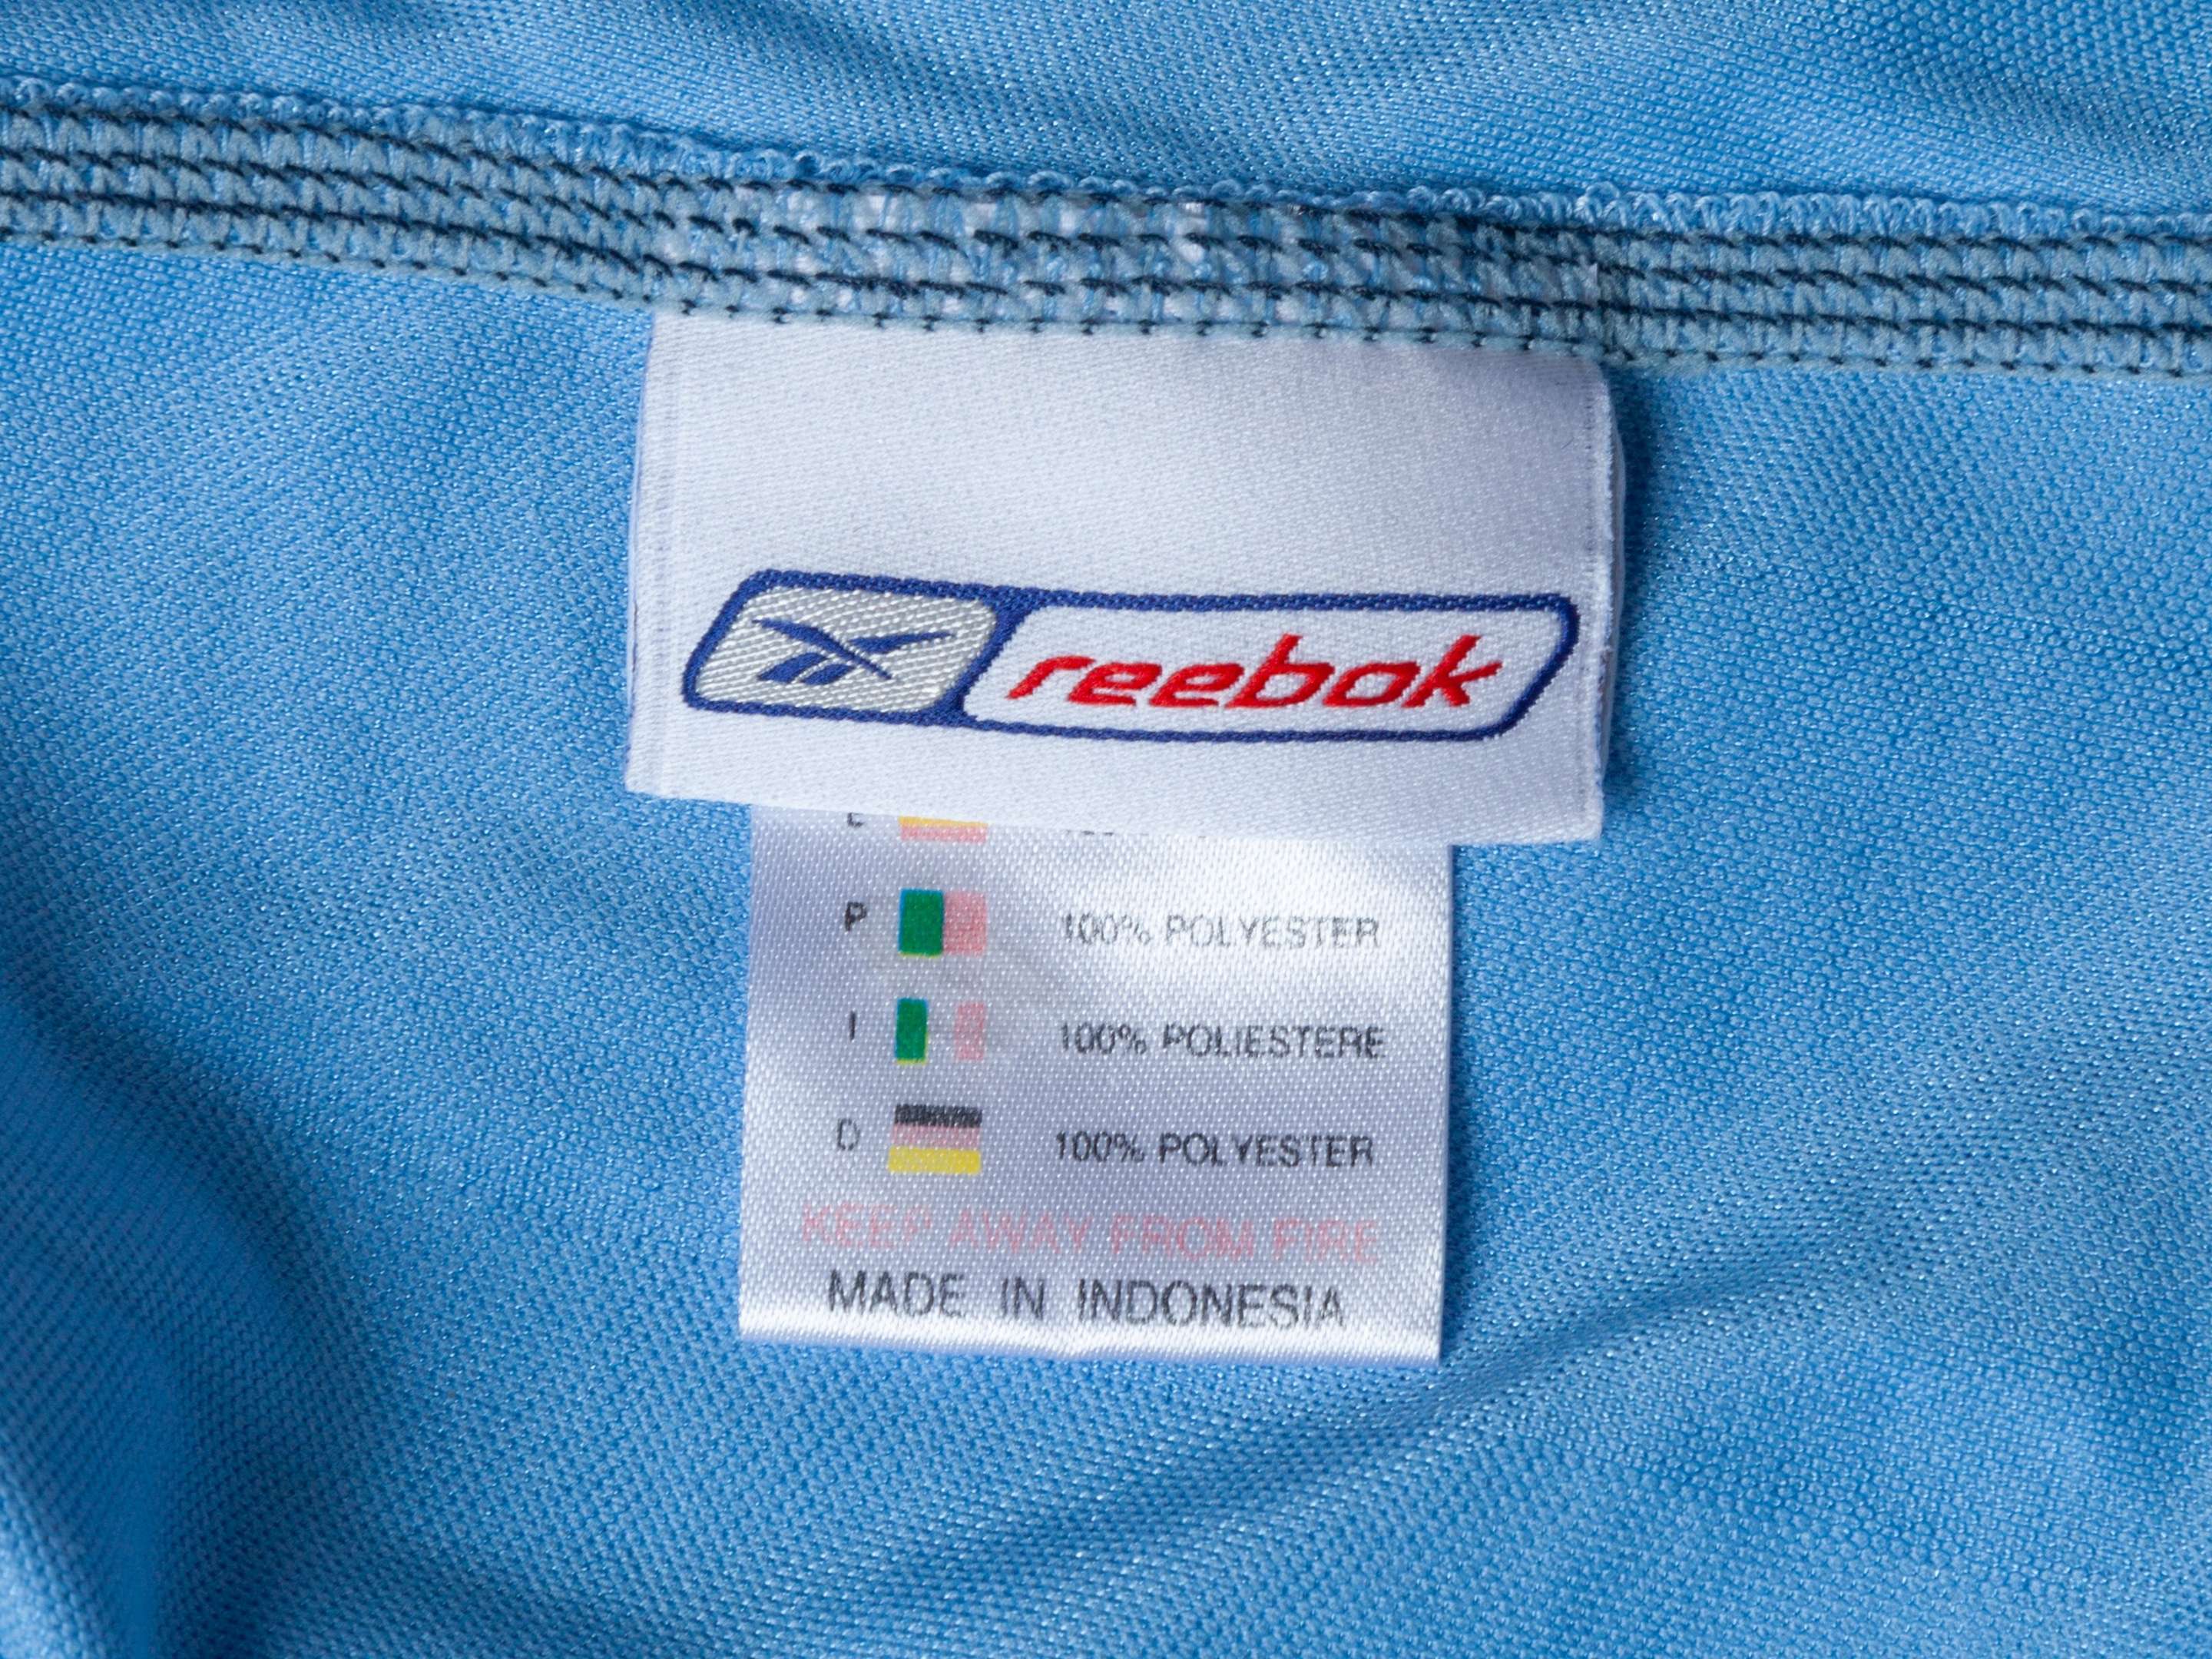 reebok
P 100% POLYESTER
I 100% POLIESTERE
D 100% POLYESTER
KEEP AWAY FROM FIRE
MADE IN INDONESIA